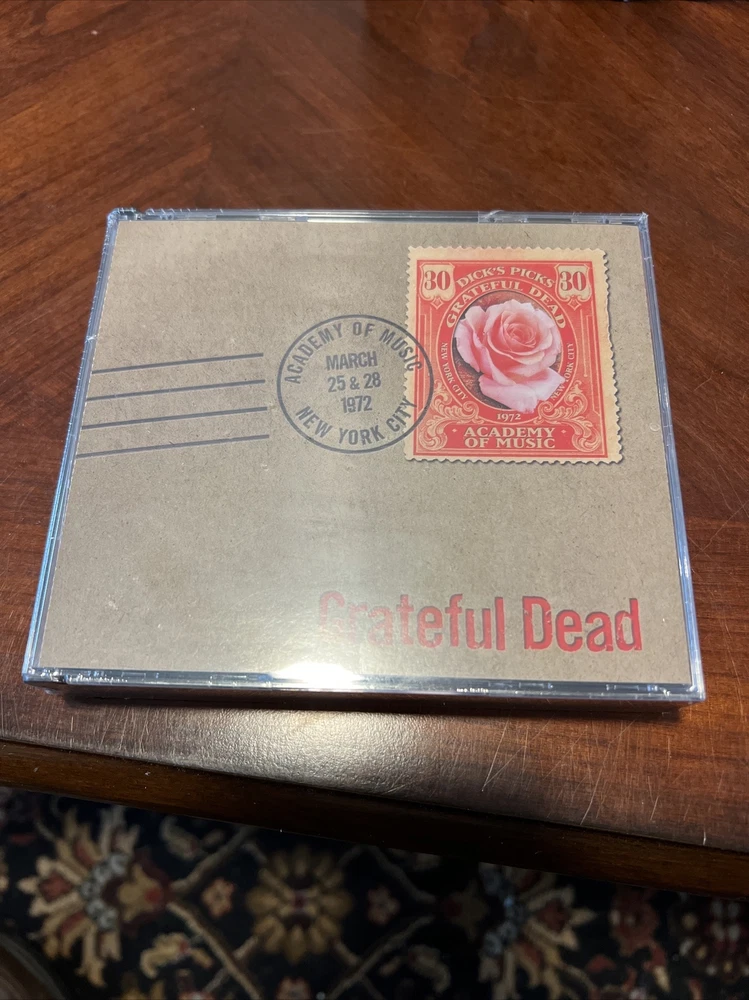 30 DICK'S PICKS 30
GRATEFUL DEAD
NEW YORK CITY
NEW YORK CITY
1972
ACADEMY
OF MUSIC
ACADEMY OF MUSIC
MARCH
25 & 28
1972
NEW YORK CITY
Grateful Dead